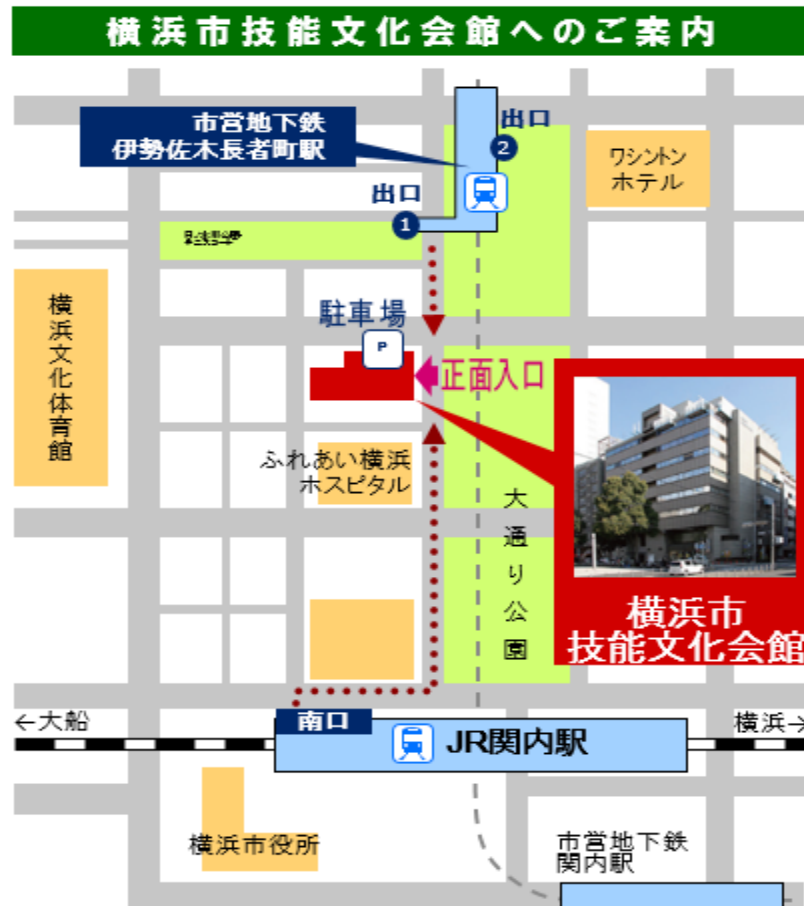 横浜市技能文化会館へのご案内
市営地下鉄
伊勢佐木長者町駅
出口
2
ワシントン
ホテル
出口
1
横浜文化体育館
駐車場
P
正面入口
ふれあい横浜
ホスピタル
大通り公園
横浜市
技能文化会館
←大船
南口
JR関内駅
横浜→
横浜市役所
市営地下鉄
関内駅